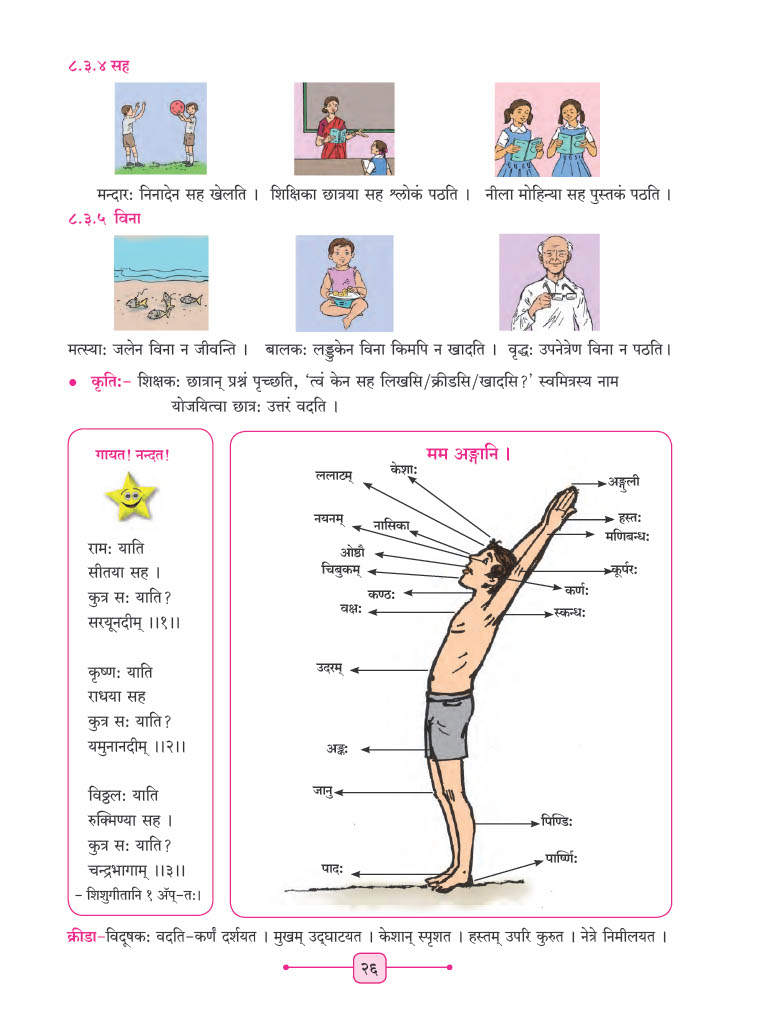 ८.३.४ सह
मन्दारः निनादेन सह खेलति । शिक्षिका छात्रया सह श्लोकं पठति । नीला मोहिन्या सह पुस्तकं पठति ।
८.३.५ विना
मत्स्याः जलेन विना न जीवन्ति । बालकः लड्डुकेन विना किमपि न खादति । वृद्धः उपनेत्रेण विना न पठति ।
• कृतिः- शिक्षकः छात्रान् प्रश्नं पृच्छति, ‘त्वं केन सह लिखसि/क्रीडसि/खादसि?’ स्वमित्रस्य नाम
योजयित्वा छात्रः उत्तरं वदति ।
गायत! नन्दत!
रामः याति
सीतया सह ।
कुत्र सः याति?
सरयूनदीम् ।।१।।
कृष्णः याति
राधया सह
कुत्र सः याति?
यमुनानदीम् ।।२।।
विठ्ठलः याति
रुक्मिण्या सह ।
कुत्र सः याति?
चन्द्रभागाम् ।।३।।
- शिशुगीतानि १ ॲप्-तः।
मम अङ्गानि ।
केशाः
ललाटम्
अङ्गुली
नयनम्
नासिका
हस्तः
मणिबन्धः
ओष्ठौ
चिबुकम्
कूर्परः
कण्ठः
कर्णः
वक्षः
स्कन्धः
उदरम्
अङ्कः
जानु
पिण्डिः
पार्ष्णिः
पादः
क्रीडा-विदूषकः वदति-कर्णं दर्शयत । मुखम् उद्घाटयत । केशान् स्पृशत । हस्तम् उपरि कुरुत । नेत्रे निमीलयत ।
२६